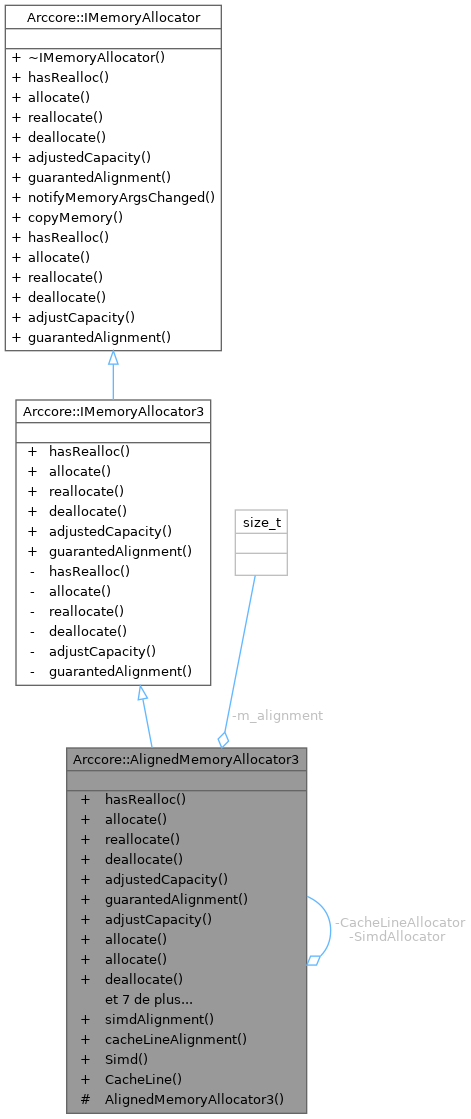 Arccore::IMemoryAllocator
+ ~IMemoryAllocator()
+ hasRealloc()
+ allocate()
+ reallocate()
+ deallocate()
+ adjustedCapacity()
+ guarantedAlignment()
+ notifyMemoryArgsChanged()
+ copyMemory()
+ hasRealloc()
+ allocate()
+ reallocate()
+ deallocate()
+ adjustCapacity()
+ guarantedAlignment()
Arccore::IMemoryAllocator3
+ hasRealloc()
+ allocate()
+ reallocate()
+ deallocate()
+ adjustedCapacity()
+ guarantedAlignment()
- hasRealloc()
- allocate()
- reallocate()
- deallocate()
- adjustCapacity()
- guarantedAlignment()
size_t
-m_alignment
Arccore::AlignedMemoryAllocator3
+ hasRealloc()
+ allocate()
+ reallocate()
+ deallocate()
+ adjustedCapacity()
+ guarantedAlignment()
+ adjustCapacity()
+ allocate()
+ allocate()
+ deallocate()
et 7 de plus...
+ simdAlignment()
+ cacheLineAlignment()
+ Simd()
+ CacheLine()
# AlignedMemoryAllocator3()
-CacheLineAllocator
-SimdAllocator